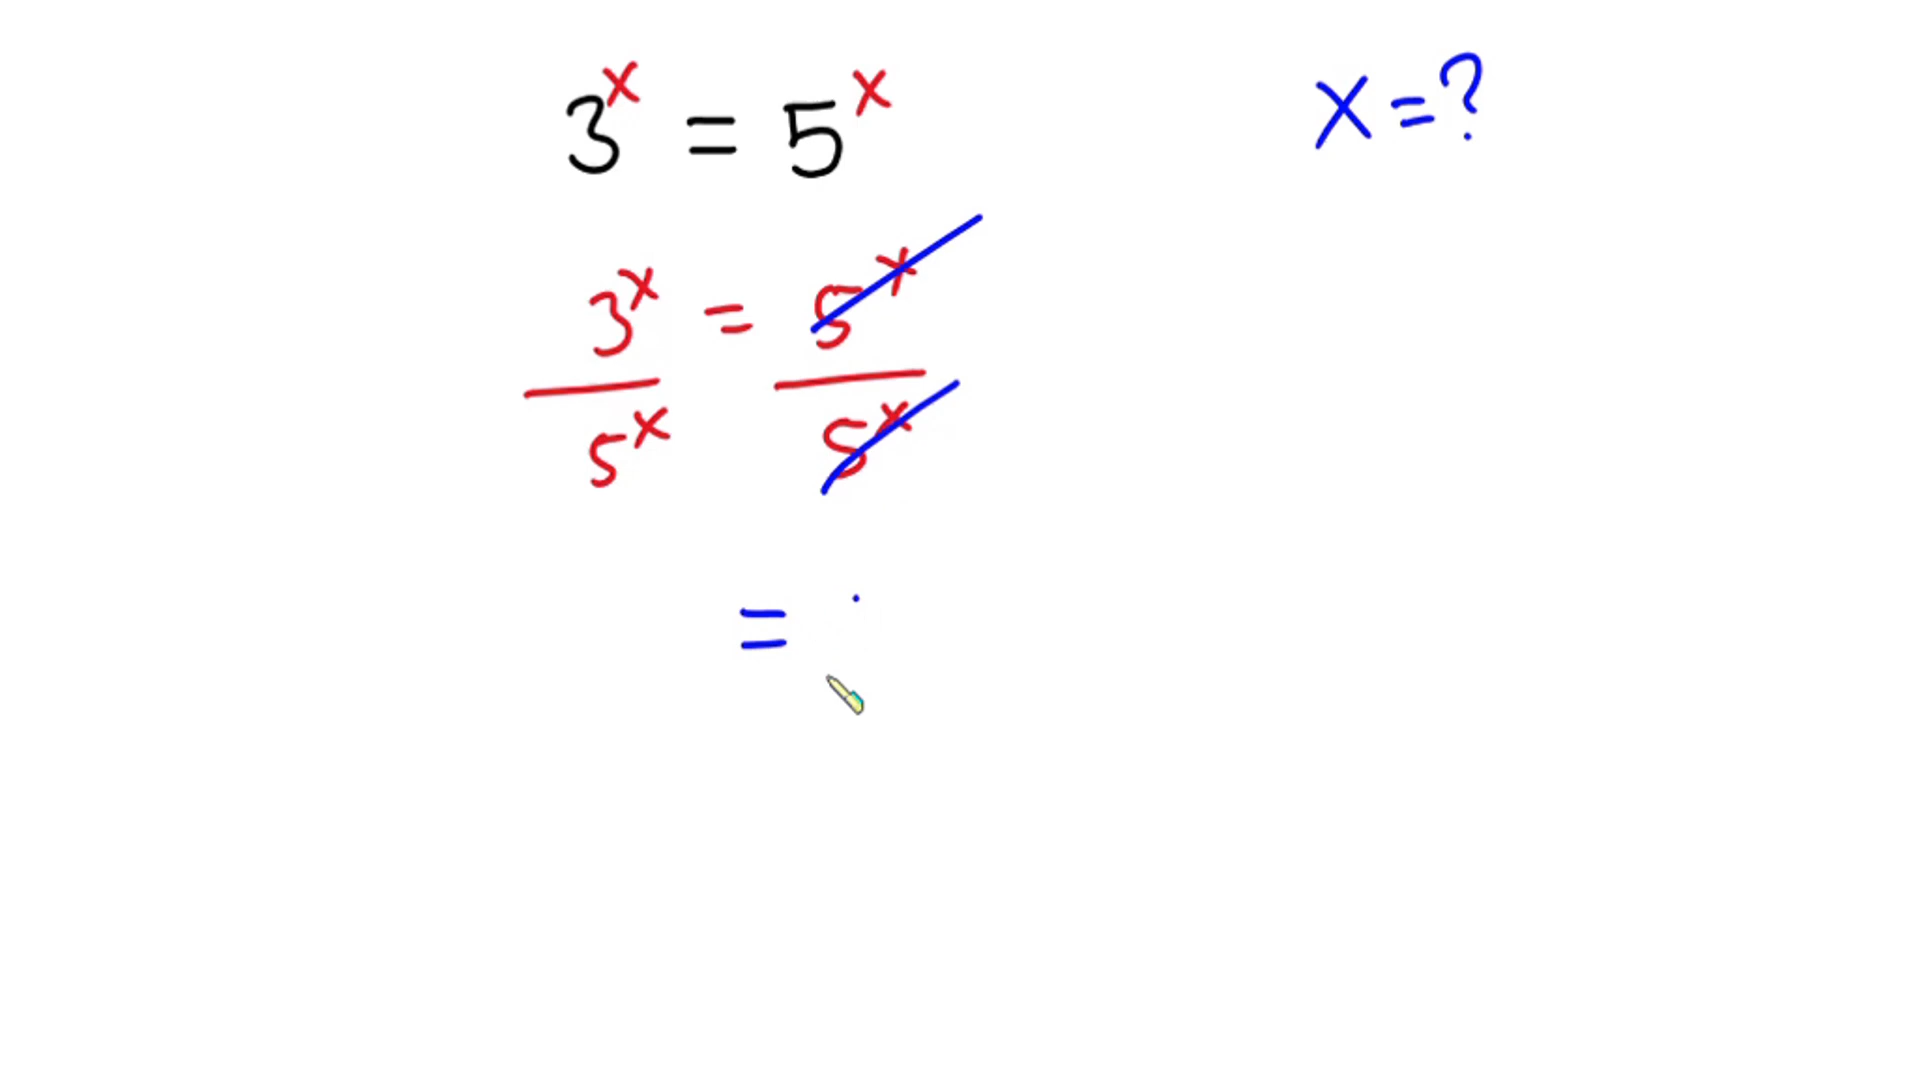 3^x = 5^x
x = ?
3^x / 5^x = 5^x / 5^x
=